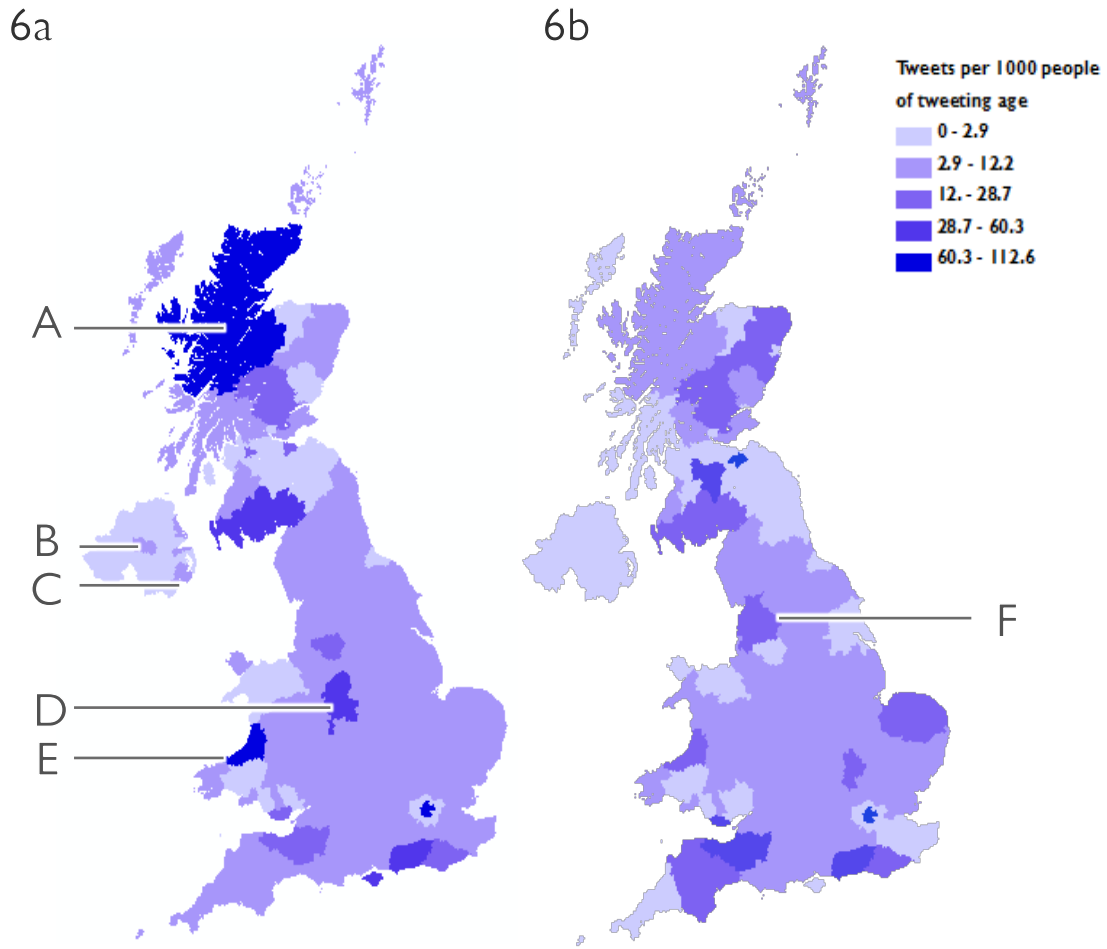 6a
6b
Tweets per 1000 people
of tweeting age
0 - 2.9
2.9 - 12.2
12. - 28.7
28.7 - 60.3
60.3 - 112.6
A
B
C
D
E
F